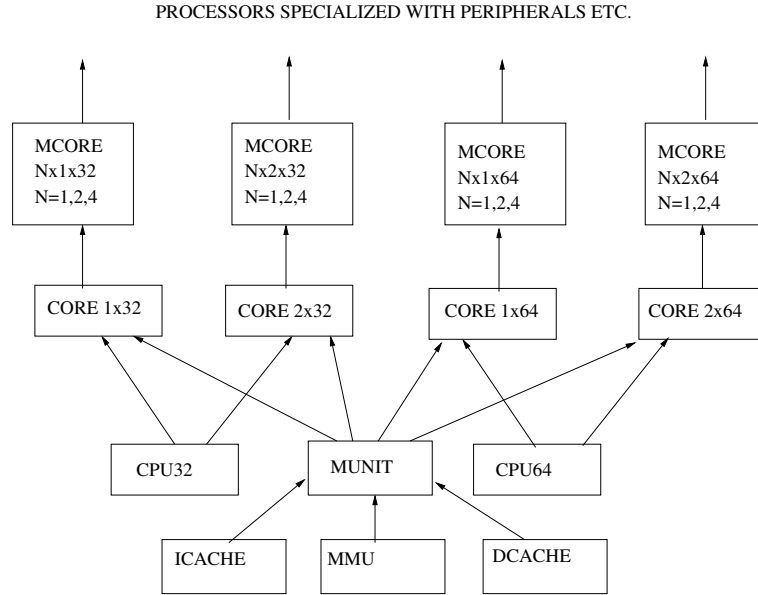 PROCESSORS SPECIALIZED WITH PERIPHERALS ETC.
MCORE
Nx1x32
N=1,2,4
MCORE
Nx2x32
N=1,2,4
MCORE
Nx1x64
N=1,2,4
MCORE
Nx2x64
N=1,2,4
CORE 1x32
CORE 2x32
CORE 1x64
CORE 2x64
CPU32
MUNIT
CPU64
ICACHE
MMU
DCACHE